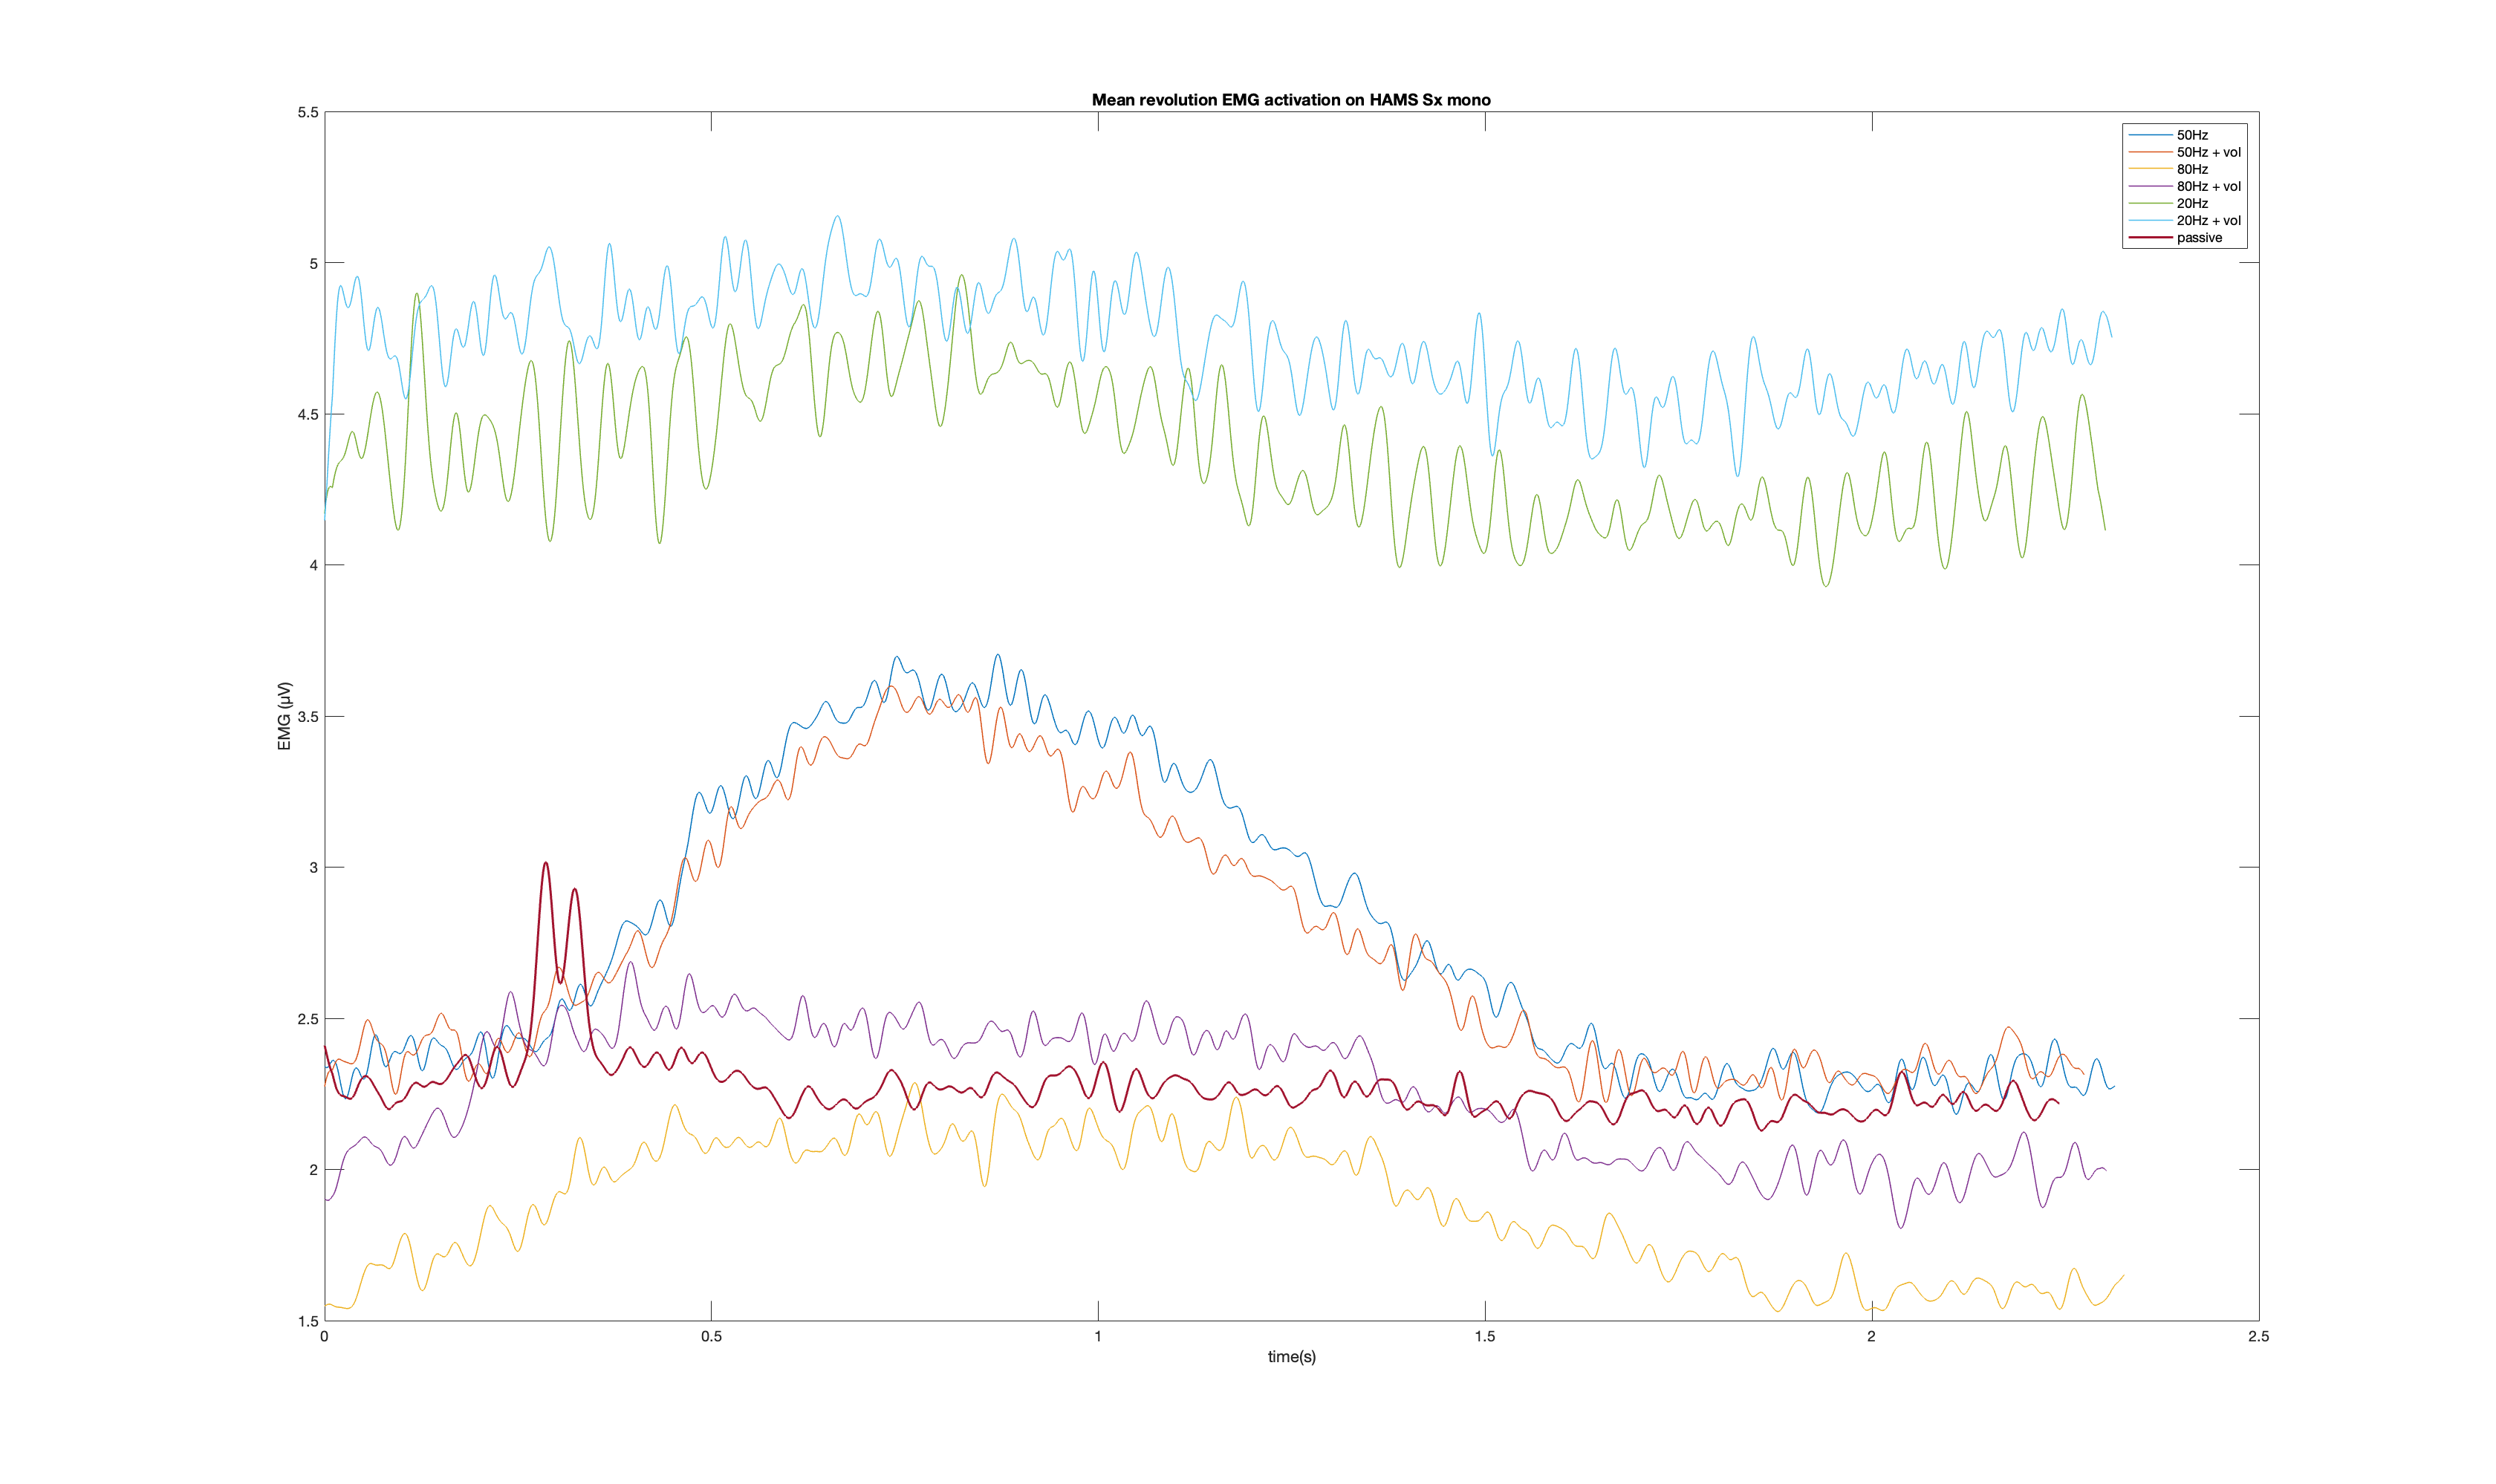 Mean revolution EMG activation on HAMS Sx mono
5.5
5
4.5
4
3.5
3
2.5
2
1.5
EMG (µV)
50Hz
50Hz + vol
80Hz
80Hz + vol
20Hz
20Hz + vol
passive
0
0.5
1
1.5
2
2.5
time(s)